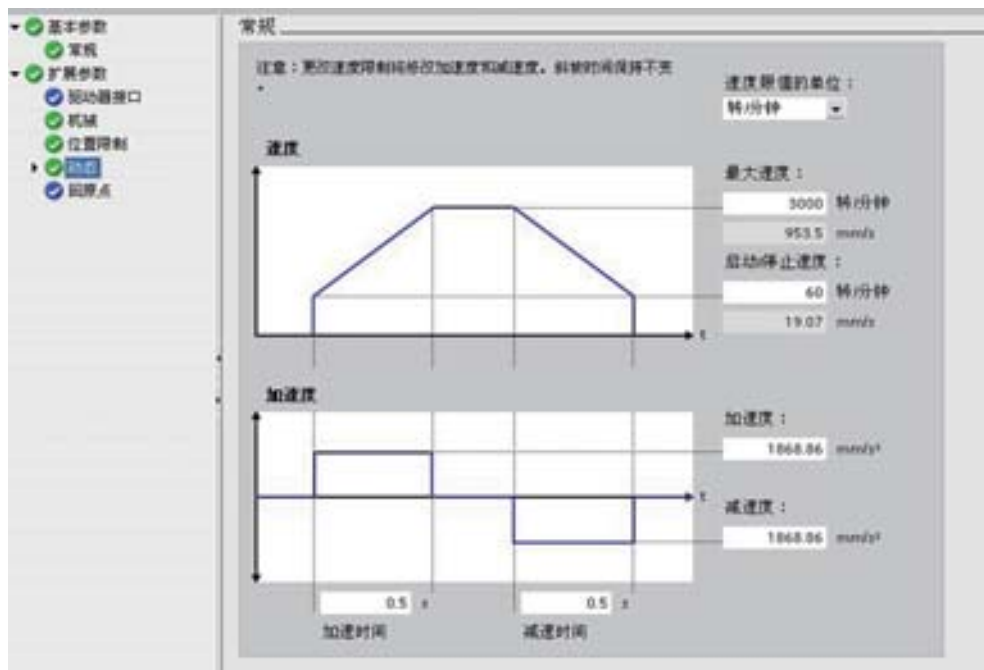 基本参数
常规
扩展参数
驱动器接口
机械
位置限制
动态
回原点
常规
注意：更改速度限制将修改加速度和减速度。斜坡时间保持不变
。
速度限值的单位：
转/分钟
速度
最大速度：
3000 转/分钟
953.5 mm/s
启动/停止速度：
60 转/分钟
19.07 mm/s
t
加速度
加速度：
1868.86 mm/s²
t
减速度：
1868.86 mm/s²
0.5 s
0.5 s
加速时间
减速时间